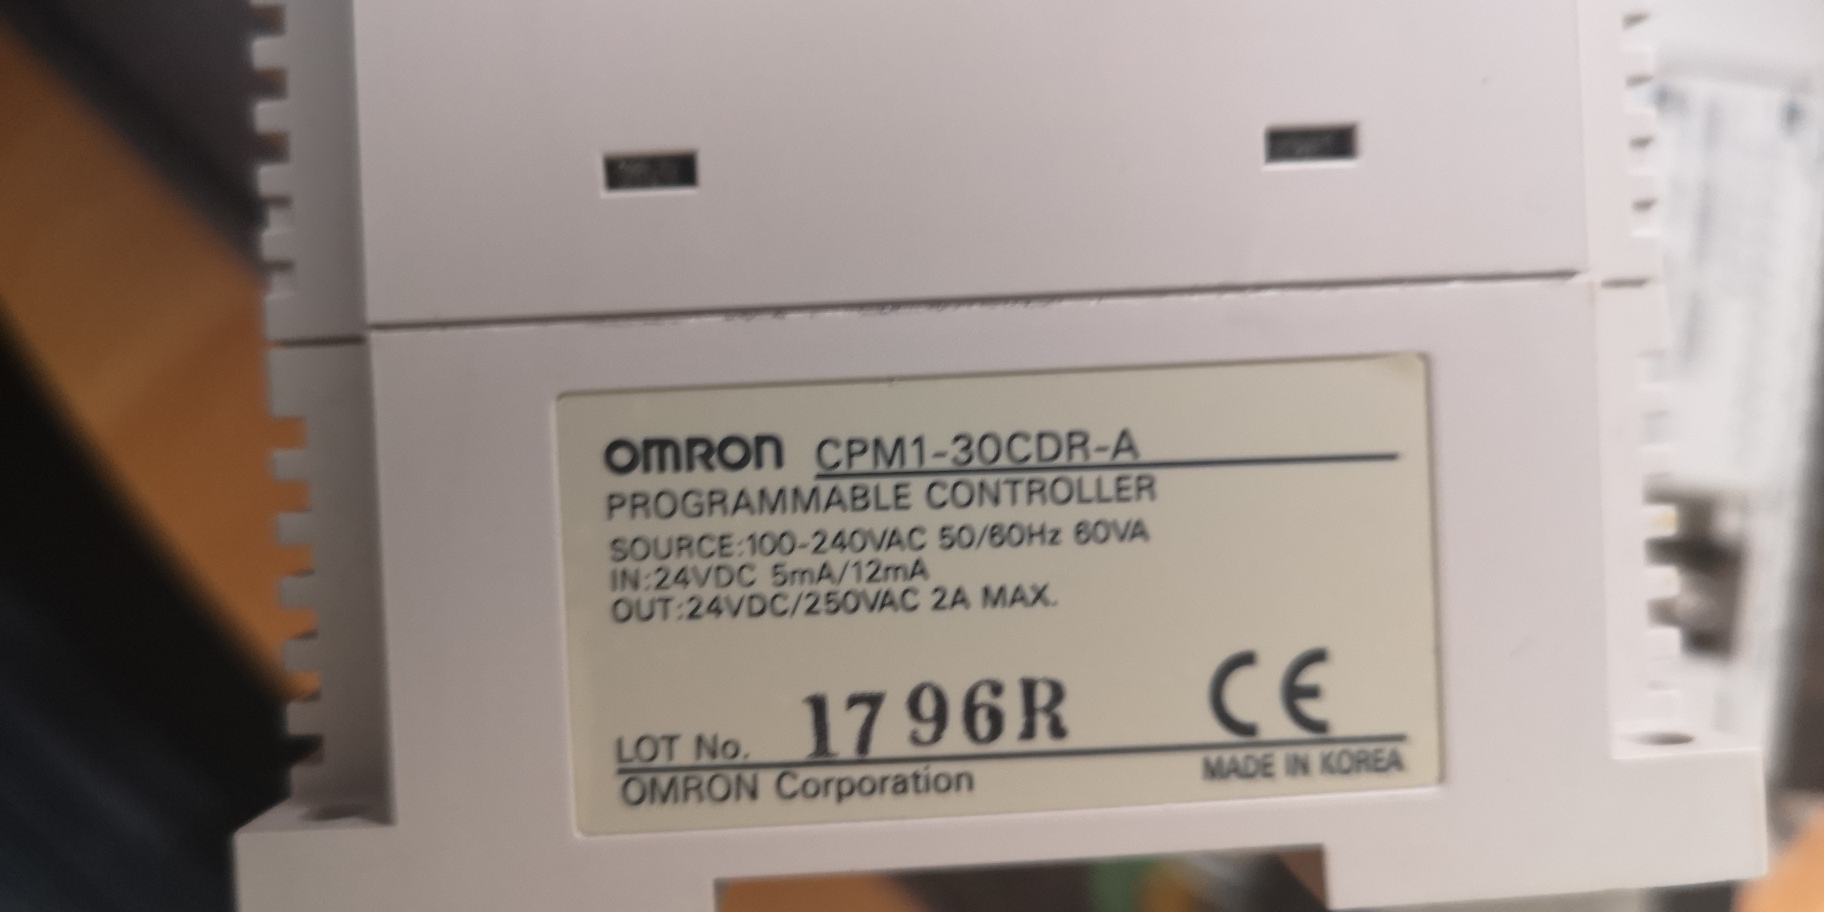 OMRON CPM1-30CDR-A
PROGRAMMABLE CONTROLLER
SOURCE:100-240VAC 50/60Hz 60VA
IN:24VDC 5mA/12mA
OUT:24VDC/250VAC 2A MAX.
LOT No. 1796R CE
OMRON Corporation MADE IN KOREA